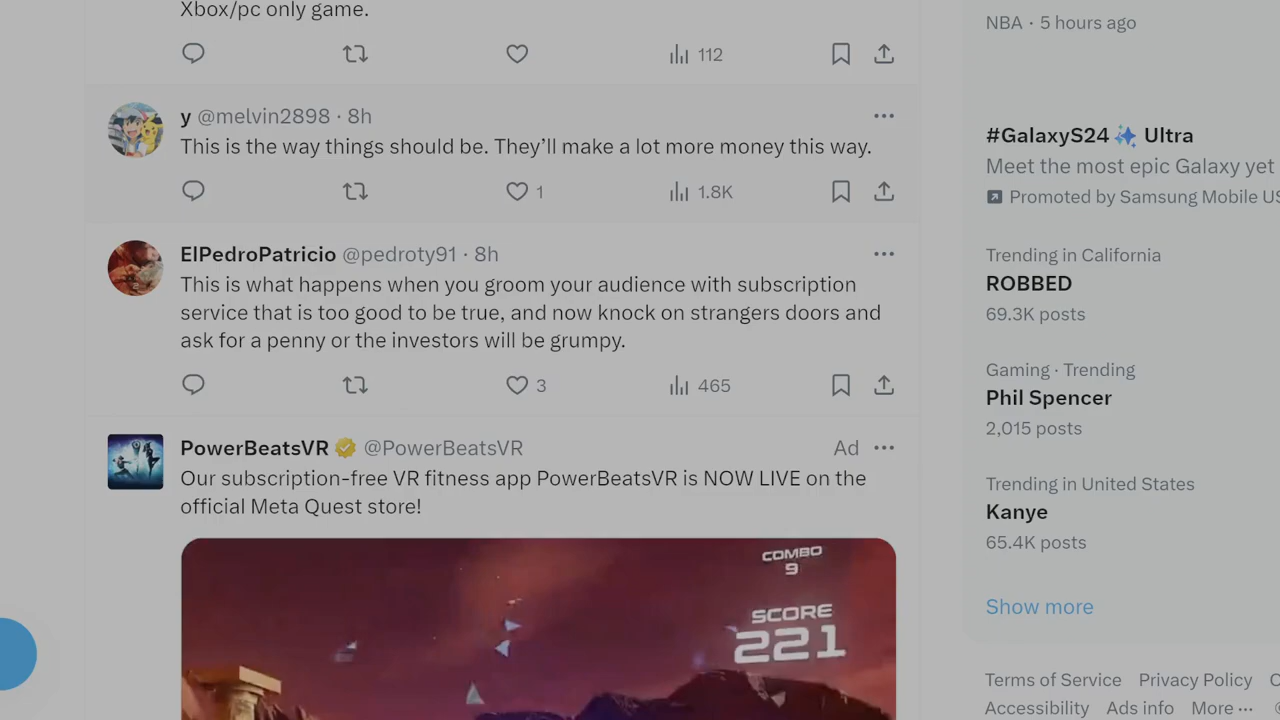 Xbox/pc only game.
112
y @melvin2898 · 8h
This is the way things should be. They’ll make a lot more money this way.
1 1.8K
ElPedroPatricio @pedroty91 · 8h
This is what happens when you groom your audience with subscription
service that is too good to be true, and now knock on strangers doors and
ask for a penny or the investors will be grumpy.
3 465
PowerBeatsVR @PowerBeatsVR Ad
Our subscription-free VR fitness app PowerBeatsVR is NOW LIVE on the
official Meta Quest store!
COMBO
9
SCORE
221
NBA · 5 hours ago
#GalaxyS24 Ultra
Meet the most epic Galaxy yet
Promoted by Samsung Mobile US
Trending in California
ROBBED
69.3K posts
Gaming · Trending
Phil Spencer
2,015 posts
Trending in United States
Kanye
65.4K posts
Show more
Terms of Service Privacy Policy
Accessibility Ads info More ···